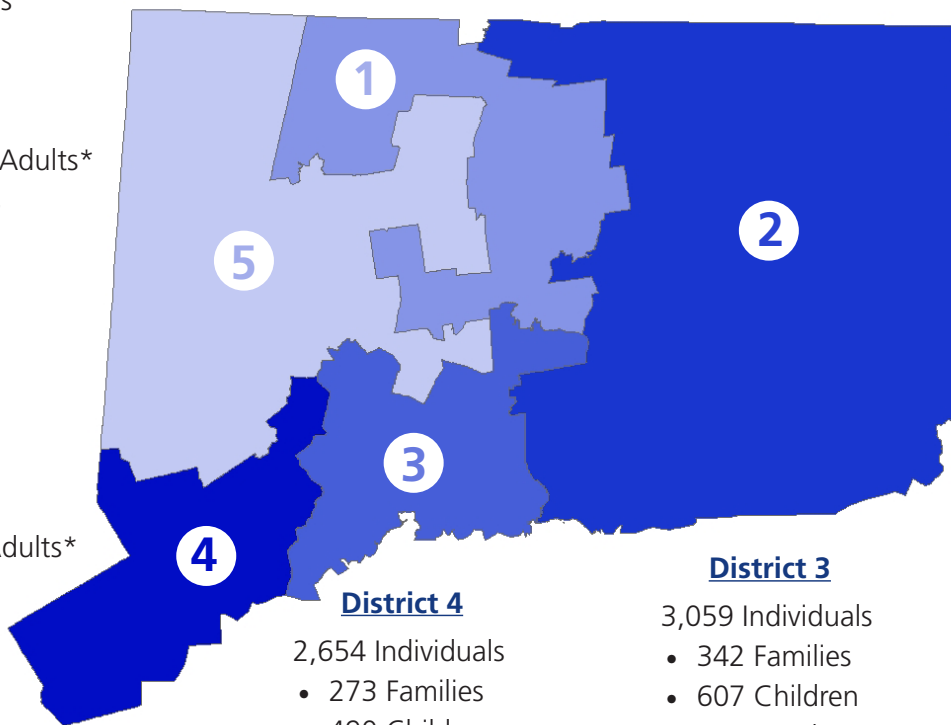 1
Adults*
2
5
3
4
District 4
2,654 Individuals
• 273 Families
District 3
3,059 Individuals
• 342 Families
• 607 Children